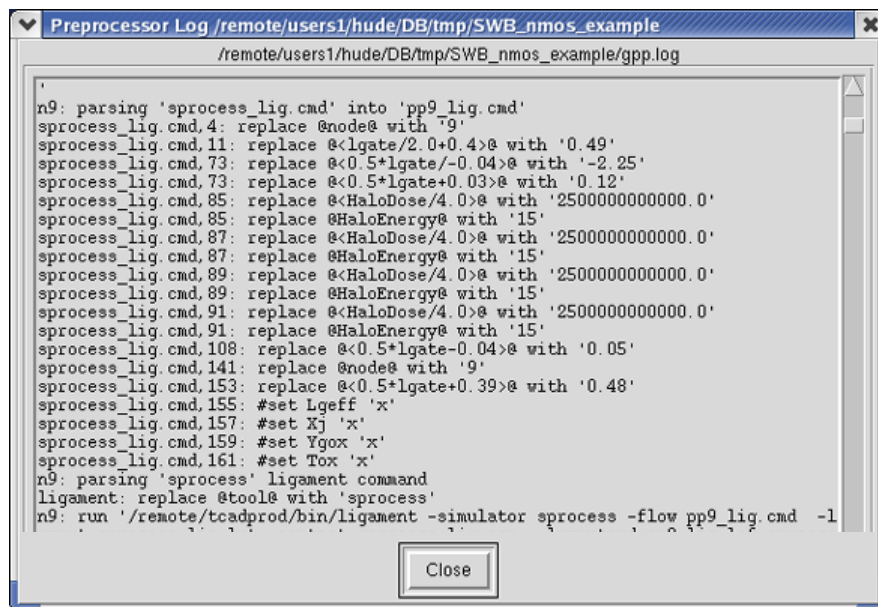 Preprocessor Log /remote/users1/hude/DB/tmp/SWB_nmos_example
/remote/users1/hude/DB/tmp/SWB_nmos_example/gpp.log
'
n9: parsing 'sprocess_lig.cmd' into 'pp9_lig.cmd'
sprocess_lig.cmd,4: replace @node@ with '9'
sprocess_lig.cmd,11: replace @<lgate/2.0+0.4>@ with '0.49'
sprocess_lig.cmd,73: replace @<0.5*lgate/-0.04>@ with '-2.25'
sprocess_lig.cmd,73: replace @<0.5*lgate+0.03>@ with '0.12'
sprocess_lig.cmd,85: replace @<HaloDose/4.0>@ with '2500000000000.0'
sprocess_lig.cmd,85: replace @HaloEnergy@ with '15'
sprocess_lig.cmd,87: replace @<HaloDose/4.0>@ with '2500000000000.0'
sprocess_lig.cmd,87: replace @HaloEnergy@ with '15'
sprocess_lig.cmd,89: replace @<HaloDose/4.0>@ with '2500000000000.0'
sprocess_lig.cmd,89: replace @HaloEnergy@ with '15'
sprocess_lig.cmd,91: replace @<HaloDose/4.0>@ with '2500000000000.0'
sprocess_lig.cmd,91: replace @HaloEnergy@ with '15'
sprocess_lig.cmd,108: replace @<0.5*lgate-0.04>@ with '0.05'
sprocess_lig.cmd,141: replace @node@ with '9'
sprocess_lig.cmd,153: replace @<0.5*lgate+0.39>@ with '0.48'
sprocess_lig.cmd,155: #set Lgeff 'x'
sprocess_lig.cmd,157: #set Xj 'x'
sprocess_lig.cmd,159: #set Ygox 'x'
sprocess_lig.cmd,161: #set Tox 'x'
n9: parsing 'sprocess' ligament command
ligament: replace @tool@ with 'sprocess'
n9: run '/remote/tcadprod/bin/ligament -simulator sprocess -flow pp9_lig.cmd -l
Close